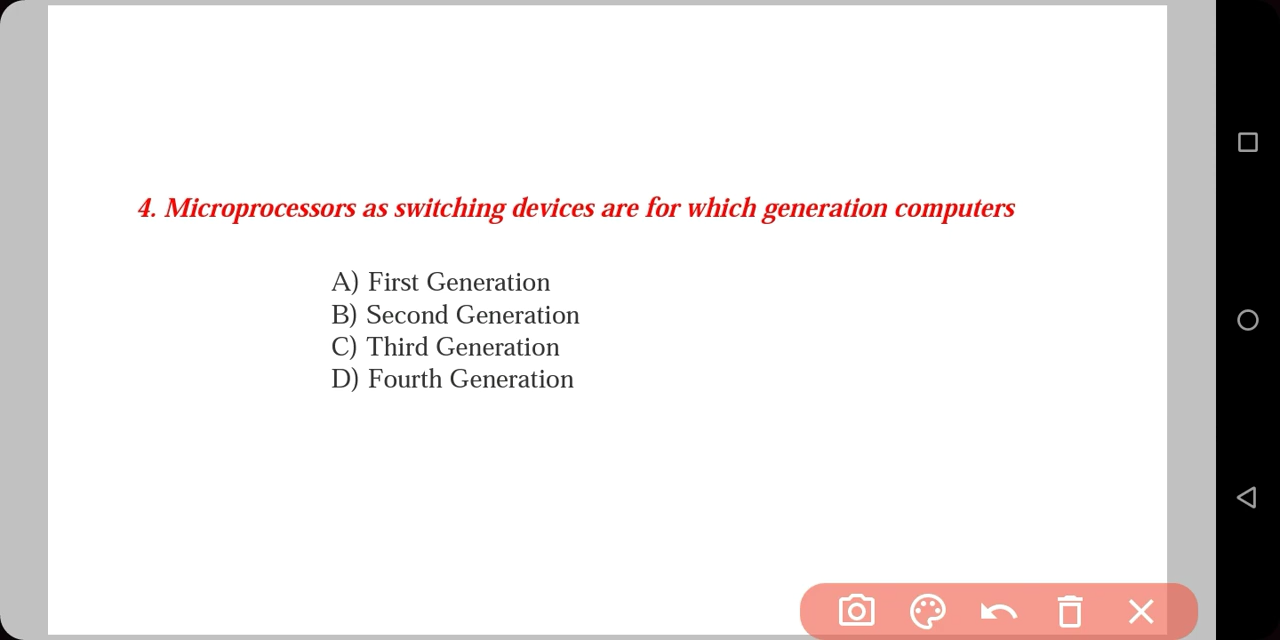 4. Microprocessors as switching devices are for which generation computers
A) First Generation
B) Second Generation
C) Third Generation
D) Fourth Generation